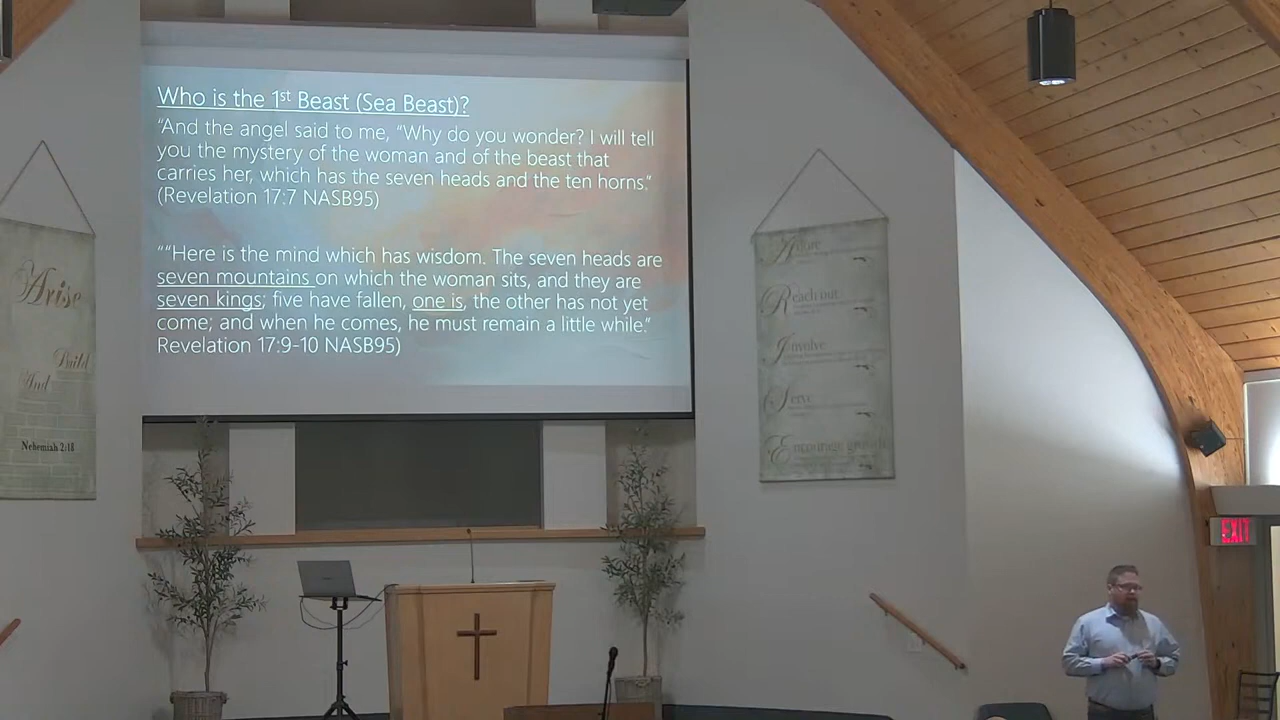 Who is the 1st Beast (Sea Beast)?
“And the angel said to me, “Why do you wonder? I will tell
you the mystery of the woman and of the beast that
carries her, which has the seven heads and the ten horns.”
(Revelation 17:7 NASB95)
““Here is the mind which has wisdom. The seven heads are
seven mountains on which the woman sits, and they are
seven kings; five have fallen, one is, the other has not yet
come; and when he comes, he must remain a little while.”
Revelation 17:9-10 NASB95)
Arise
And
Build
Nehemiah 2:18
Adore
Reach out
Involve
Serve
Encourage growth
EXIT